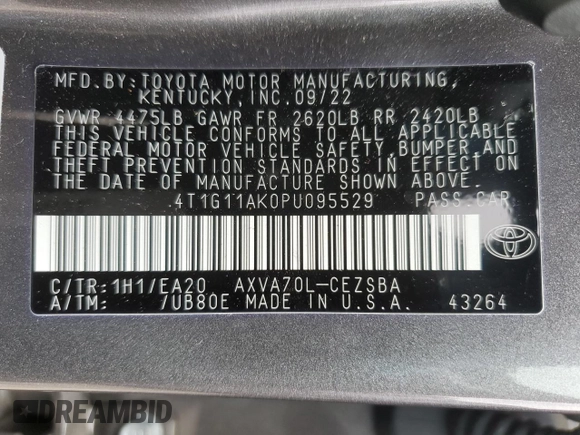 MFD.BY:TOYOTA MOTOR MANUFACTURING,
KENTUCKY, INC.09/22
GVWR 4475LB GAWR FR 2620LB RR 2420LB
THIS VEHICLE CONFORMS TO ALL APPLICABLE
FEDERAL MOTOR VEHICLE SAFETY, BUMPER, AND
THEFT PREVENTION STANDARDS IN EFFECT ON
THE DATE OF MANUFACTURE SHOWN ABOVE.
4T1G11AK0PU095529 PASS.CAR
C/TR:1H1/EA20 AXVA70L-CEZSBA
A/TM: /UB80E MADE IN U.S.A. 43264
DREAMBID